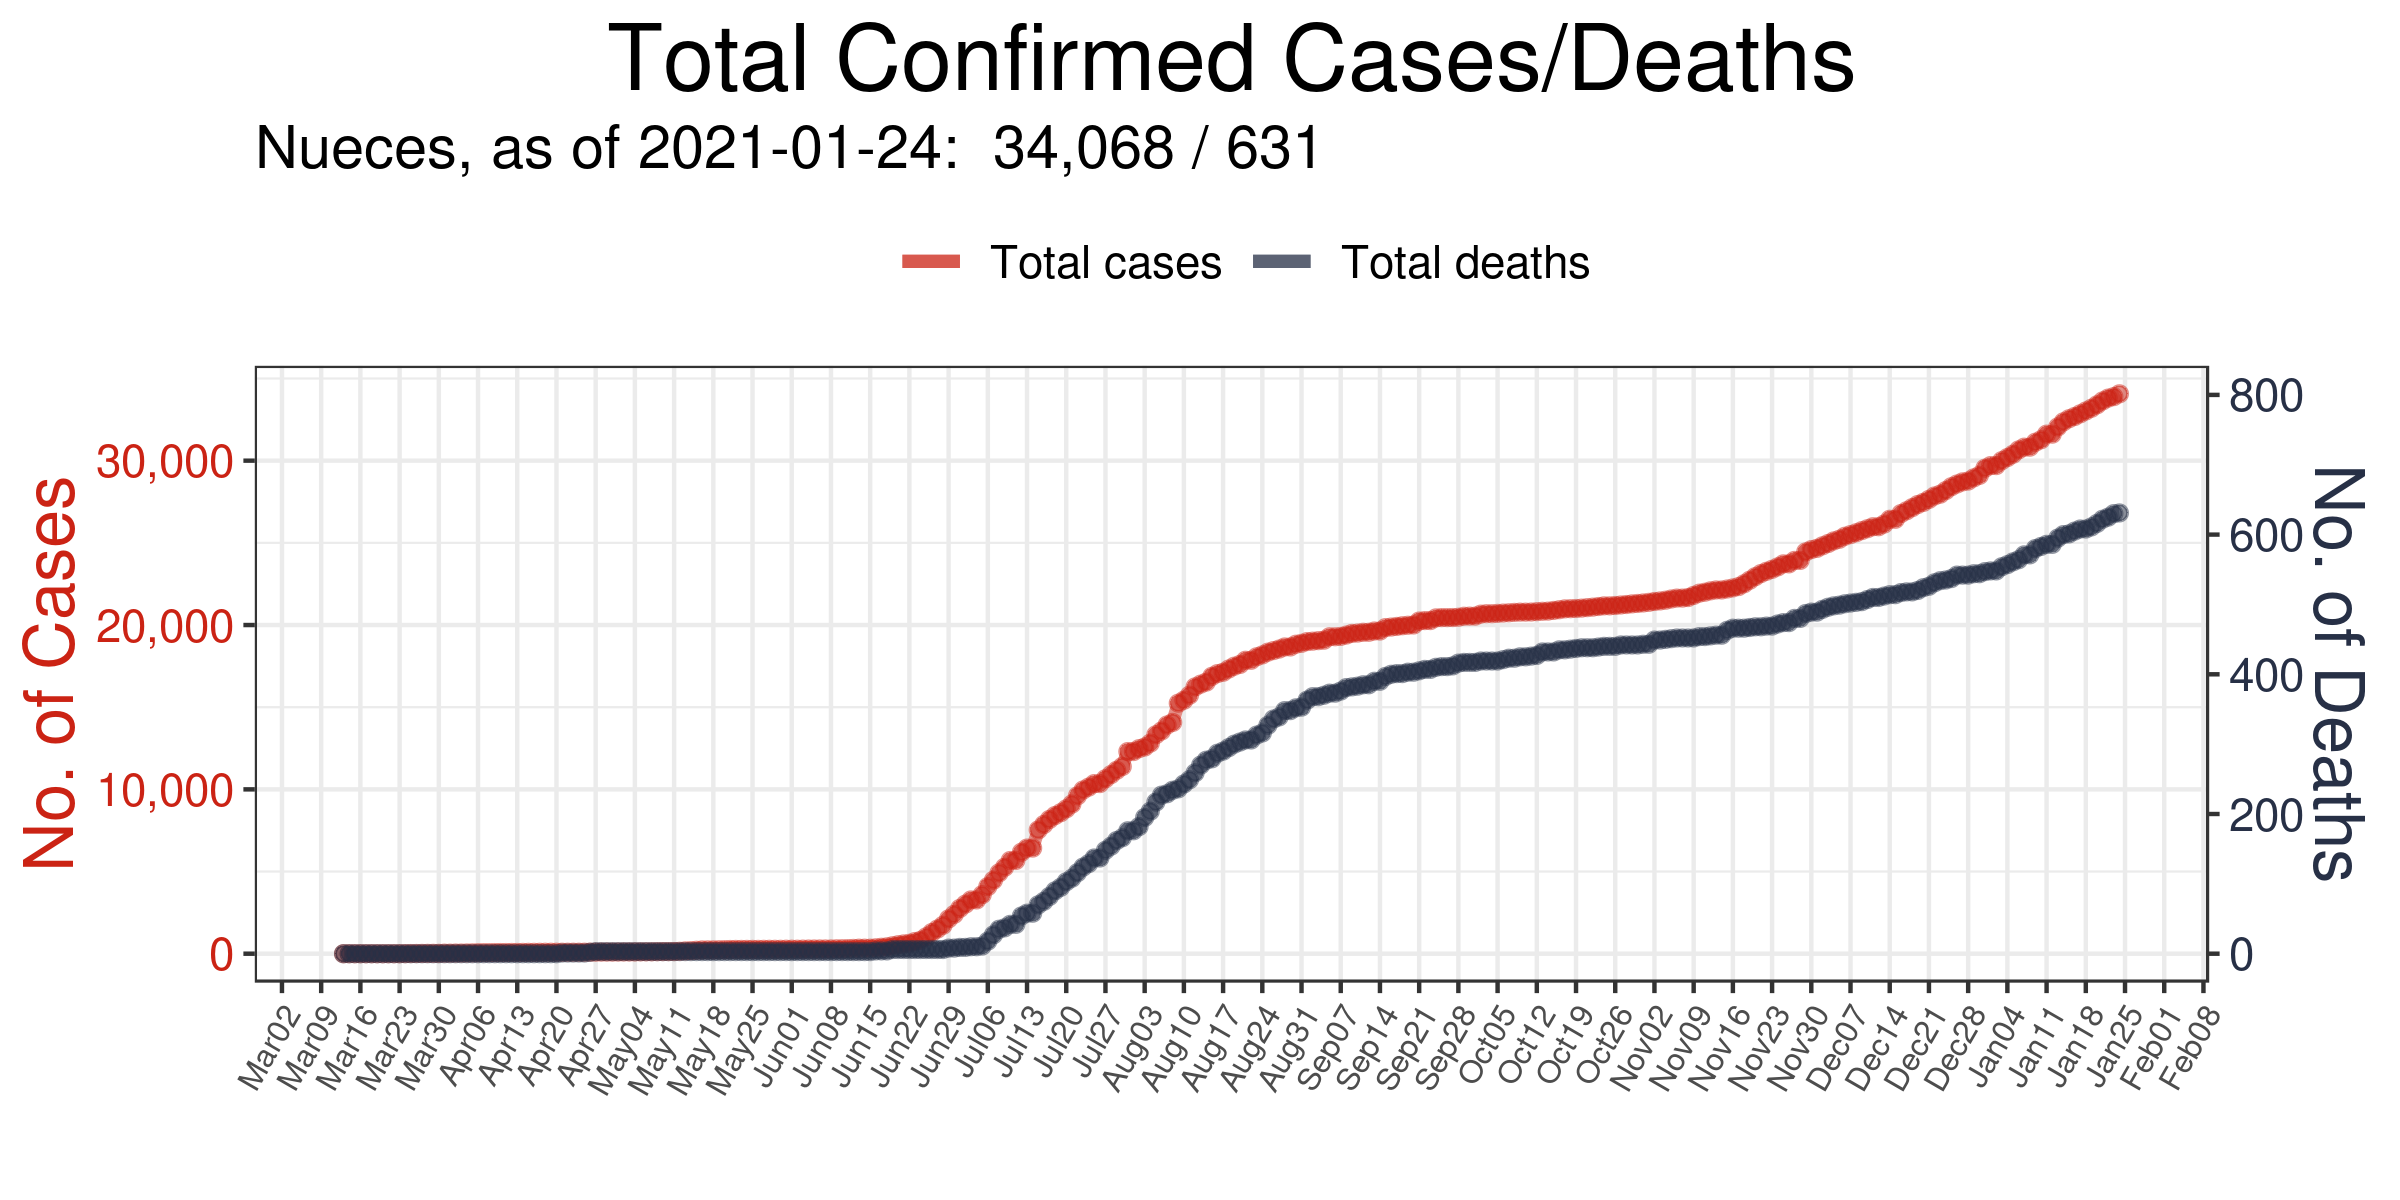 Total Confirmed Cases/Deaths
Nueces, as of 2021-01-24: 34,068 / 631
Total cases
Total deaths
No. of Cases
30,000
20,000
10,000
0
800
600
400
200
0
No. of Deaths
Mar02
Mar09
Mar16
Mar23
Mar30
Apr06
Apr13
Apr20
Apr27
May04
May11
May18
May25
Jun01
Jun08
Jun15
Jun22
Jun29
Jul06
Jul13
Jul20
Jul27
Aug03
Aug10
Aug17
Aug24
Aug31
Sep07
Sep14
Sep21
Sep28
Oct05
Oct12
Oct19
Oct26
Nov02
Nov09
Nov16
Nov23
Nov30
Dec07
Dec14
Dec21
Dec28
Jan04
Jan11
Jan18
Jan25
Feb01
Feb08